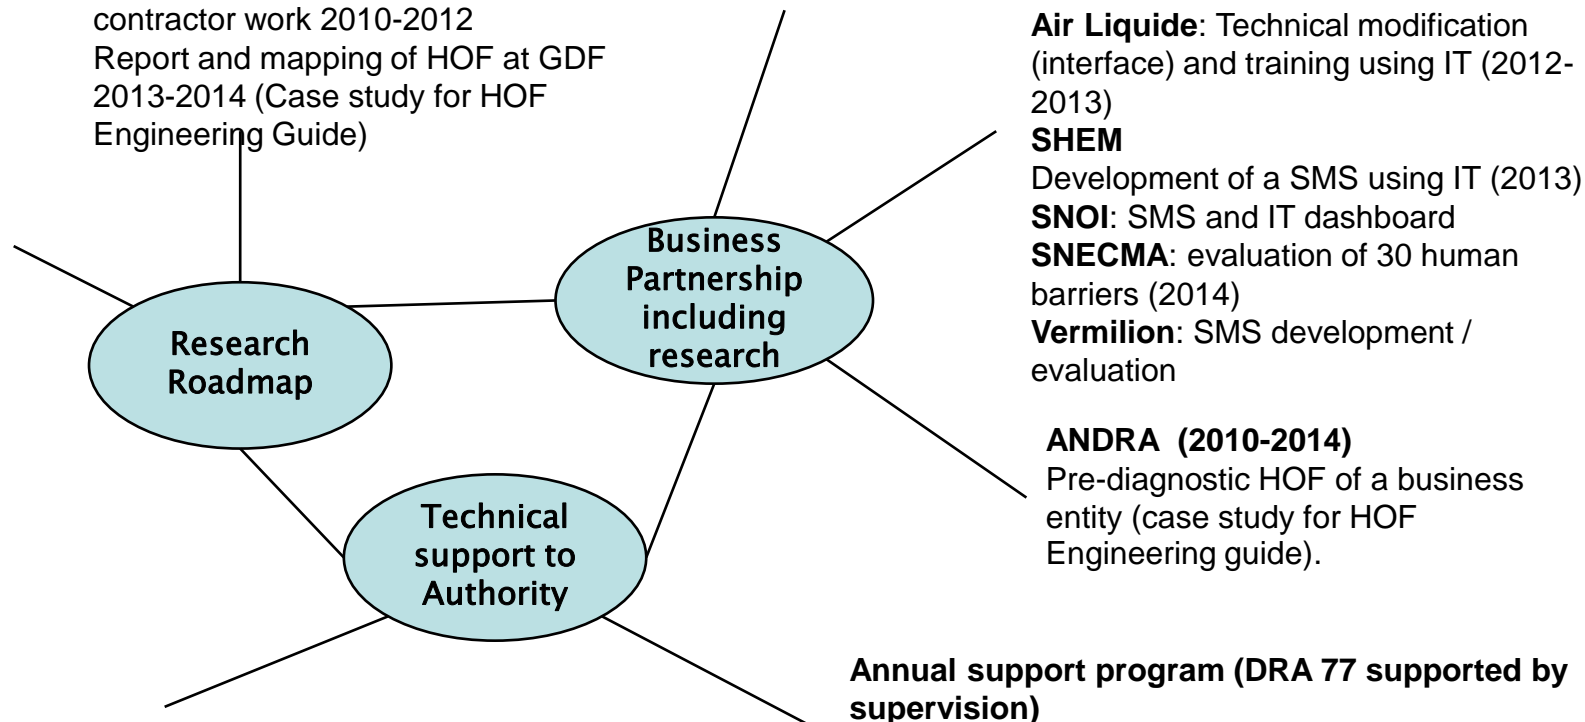 contractor work 2010-2012
Report and mapping of HOF at GDF
2013-2014 (Case study for HOF
Engineering Guide)
Air Liquide: Technical modification
(interface) and training using IT (2012-
2013)
SHEM
Development of a SMS using IT (2013)
SNOI: SMS and IT dashboard
SNECMA: evaluation of 30 human
barriers (2014)
Vermilion: SMS development /
evaluation
Business
Partnership
including
research
Research
Roadmap
ANDRA  (2010-2014)
Pre-diagnostic HOF of a business
entity (case study for HOF
Engineering guide).
Technical
support to
Authority
Annual support program (DRA 77 supported by
supervision)